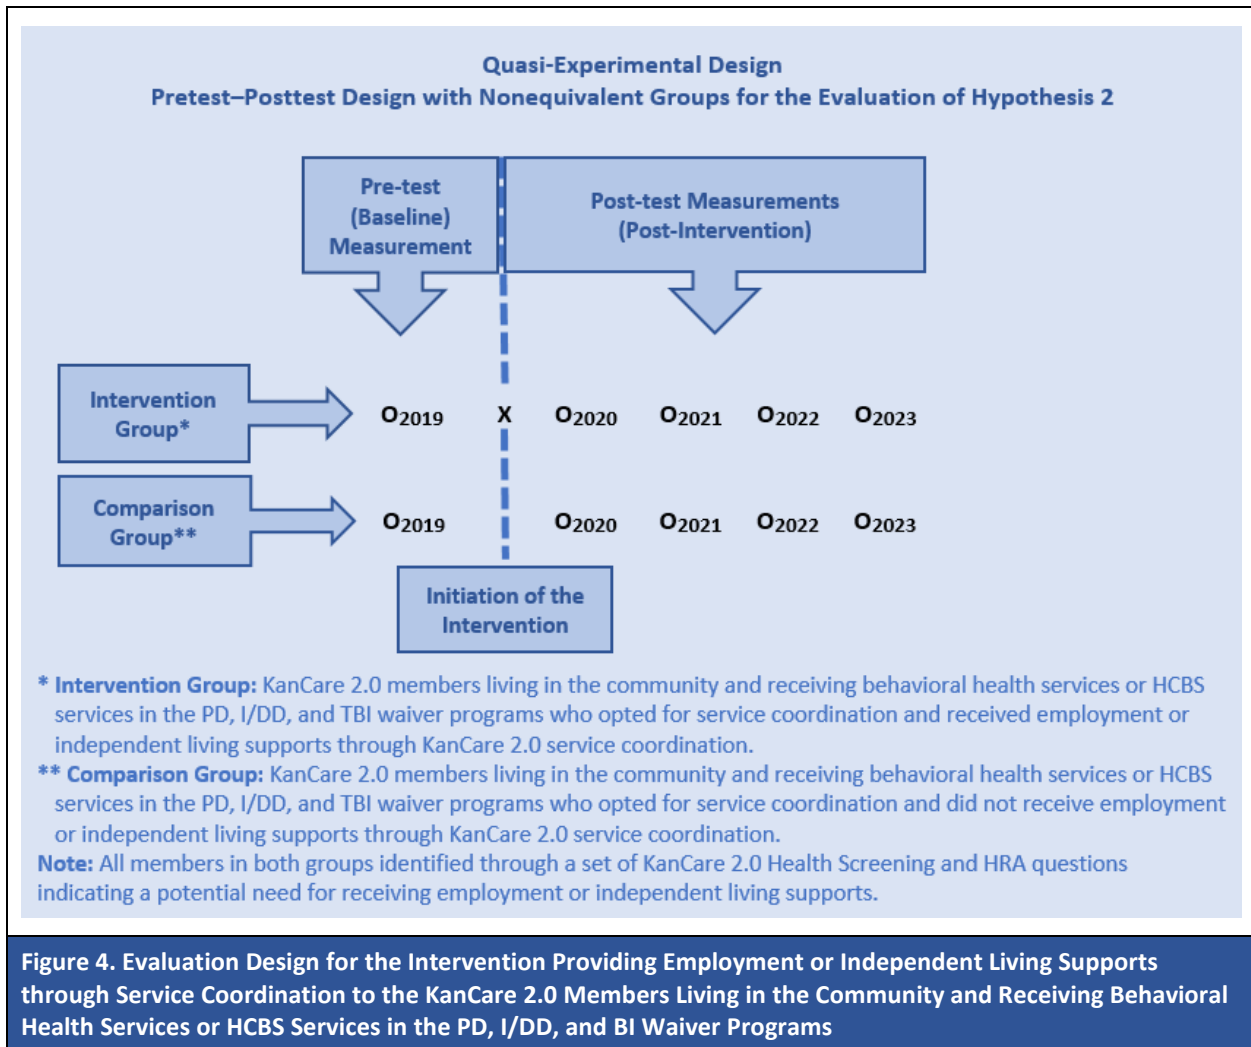 Quasi-Experimental Design
Pretest–Posttest Design with Nonequivalent Groups for the Evaluation of Hypothesis 2
Pre-test
(Baseline)
Measurement
Post-test Measurements
(Post-Intervention)
Intervention
Group*
O2019 X O2020 O2021 O2022 O2023
Comparison
Group**
O2019 O2020 O2021 O2022 O2023
Initiation of the
Intervention
* Intervention Group: KanCare 2.0 members living in the community and receiving behavioral health services or HCBS
services in the PD, I/DD, and TBI waiver programs who opted for service coordination and received employment or
independent living supports through KanCare 2.0 service coordination.
** Comparison Group: KanCare 2.0 members living in the community and receiving behavioral health services or HCBS
services in the PD, I/DD, and TBI waiver programs who opted for service coordination and did not receive employment
or independent living supports through KanCare 2.0 service coordination.
Note: All members in both groups identified through a set of KanCare 2.0 Health Screening and HRA questions
indicating a potential need for receiving employment or independent living supports.
Figure 4. Evaluation Design for the Intervention Providing Employment or Independent Living Supports
through Service Coordination to the KanCare 2.0 Members Living in the Community and Receiving Behavioral
Health Services or HCBS Services in the PD, I/DD, and BI Waiver Programs